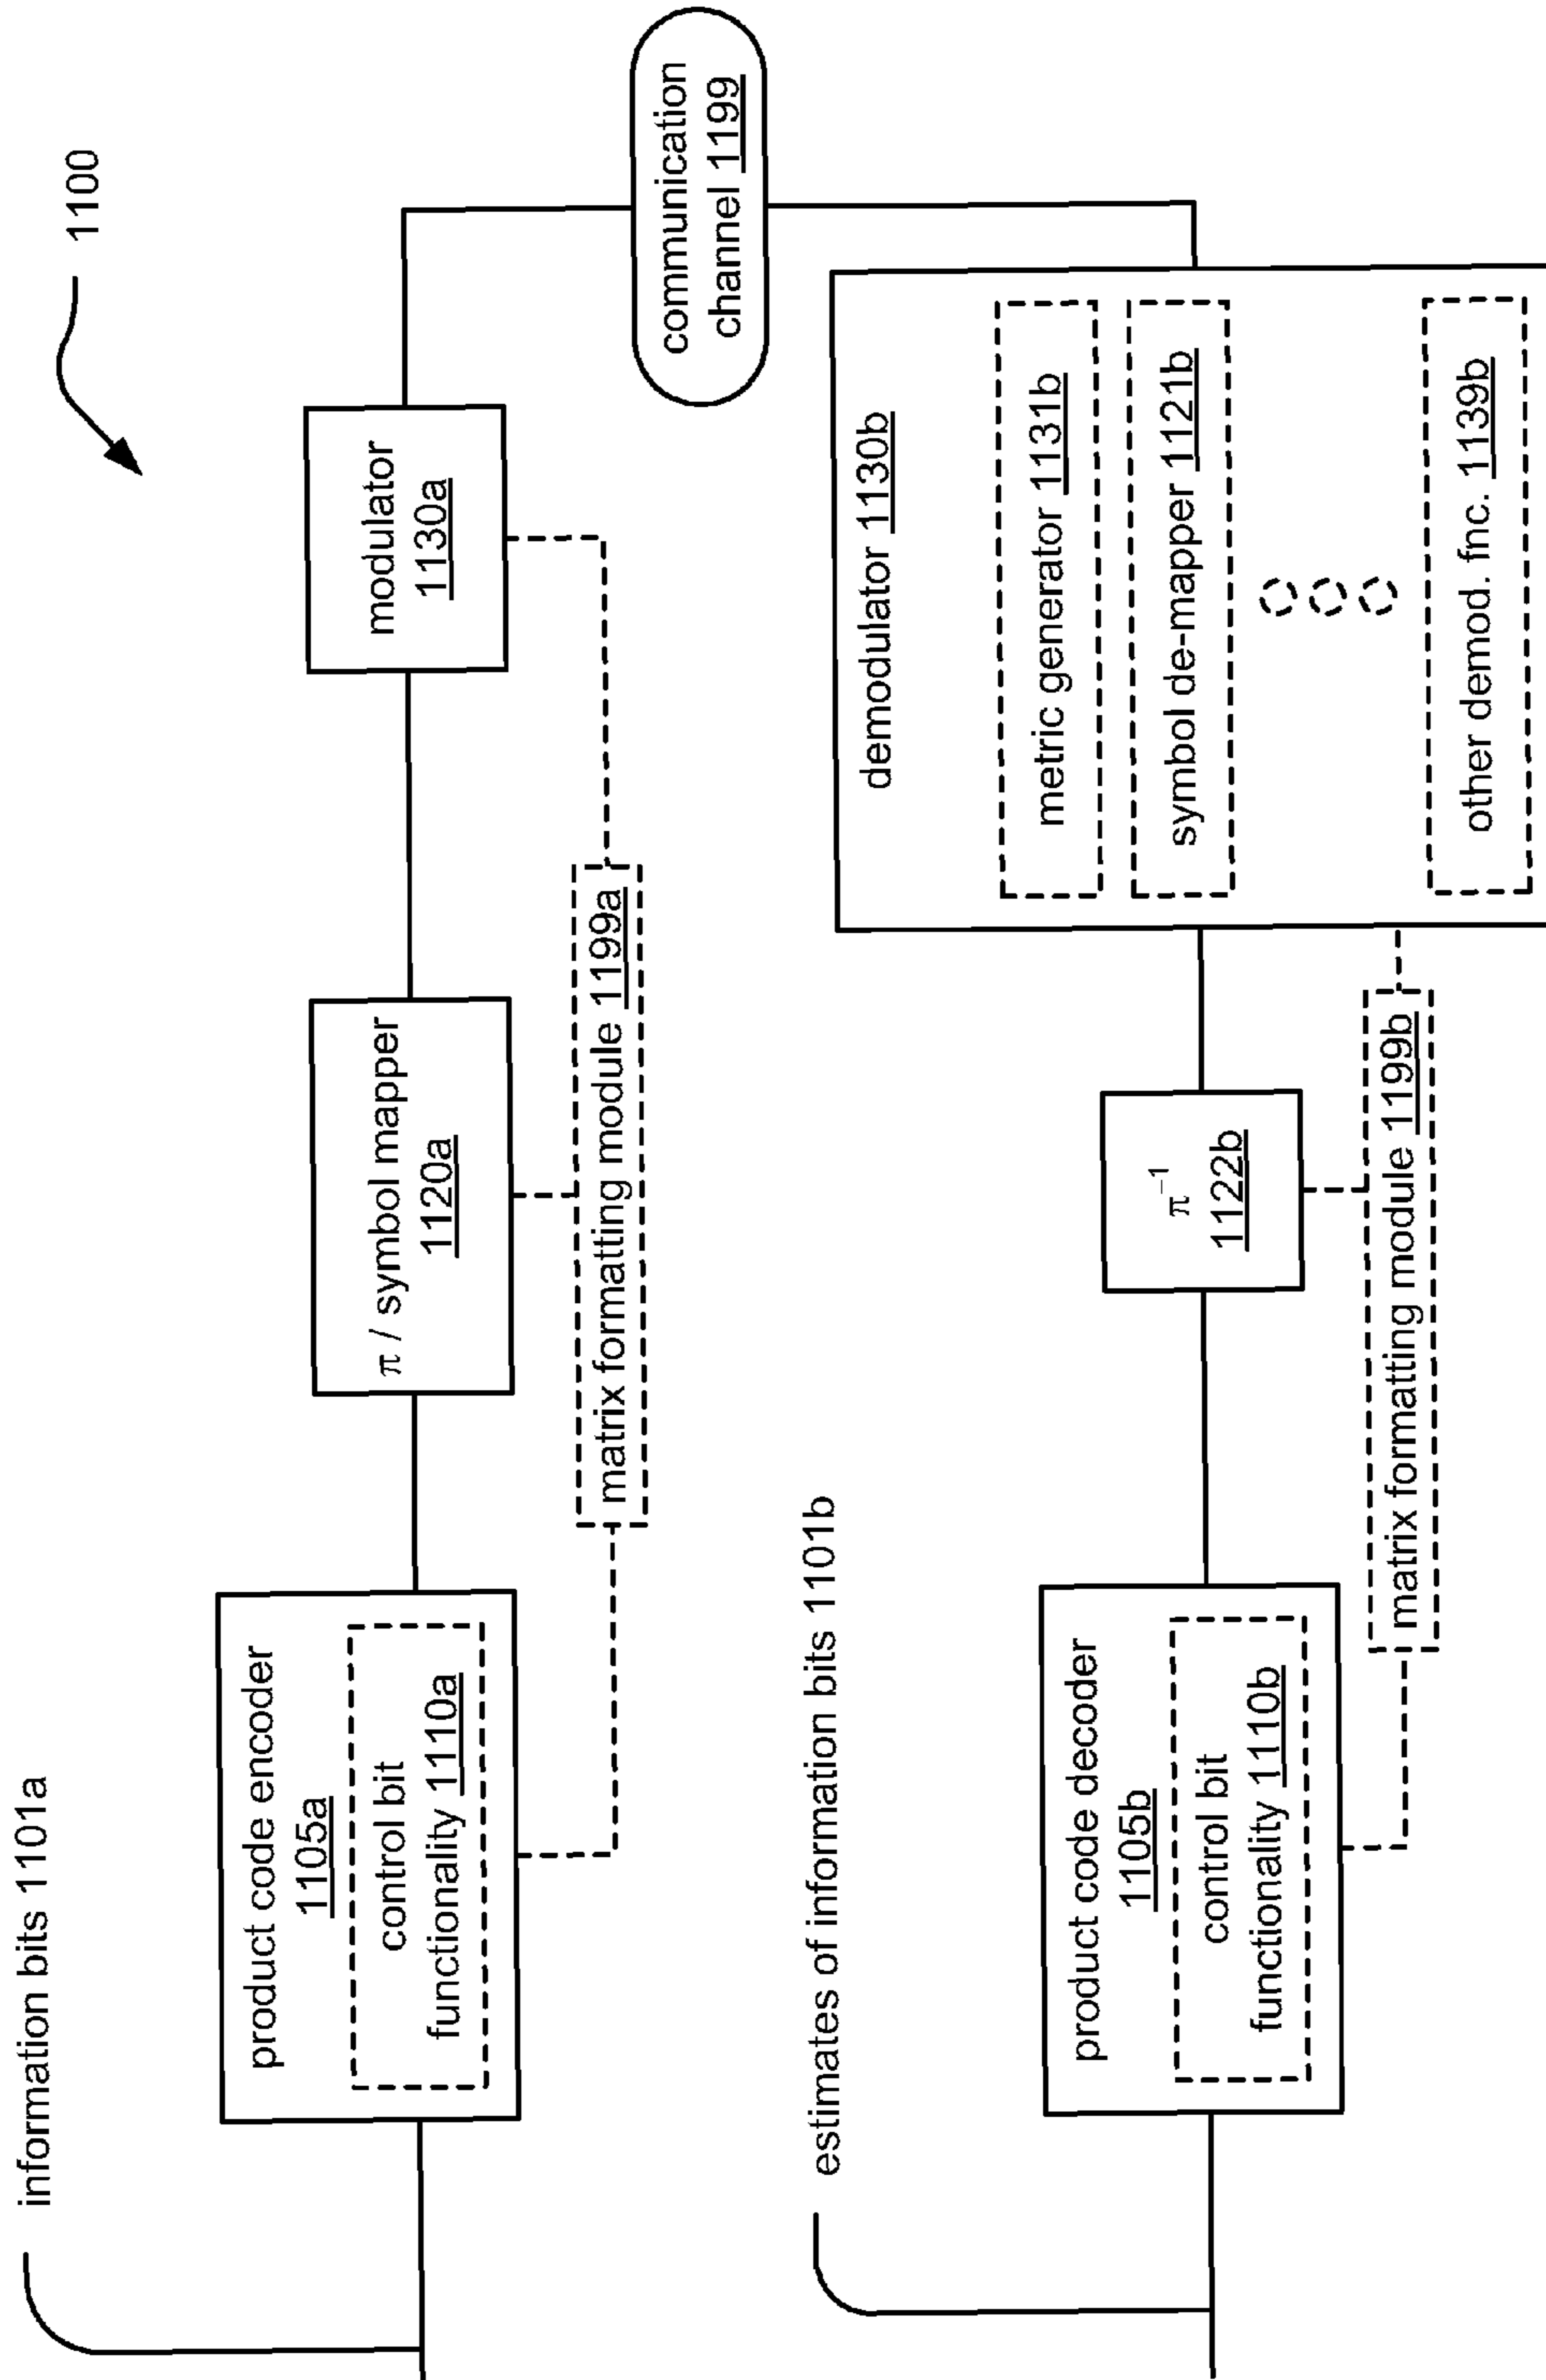 1100
information bits 1101a
product code encoder
1105a
control bit
functionality 1110a
π / symbol mapper
1120a
modulator
1130a
matrix formatting module 1199a
communication
channel 1199
estimates of information bits 1101b
product code decoder
1105b
control bit
functionality 1110b
π⁻¹
1122b
matrix formatting module 1199b
demodulator 1130b
metric generator 1131b
symbol de-mapper 1121b
other demod. fnc. 1139b